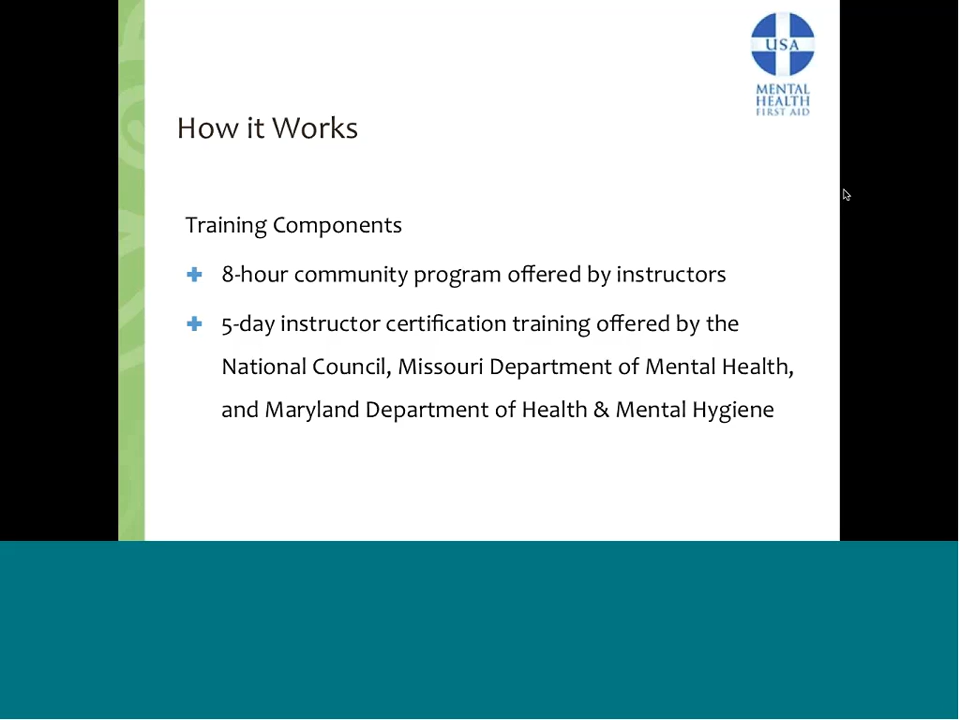 USA
MENTAL
HEALTH
FIRST AID
How it Works
Training Components
8-hour community program offered by instructors
5-day instructor certification training offered by the
National Council, Missouri Department of Mental Health,
and Maryland Department of Health & Mental Hygiene